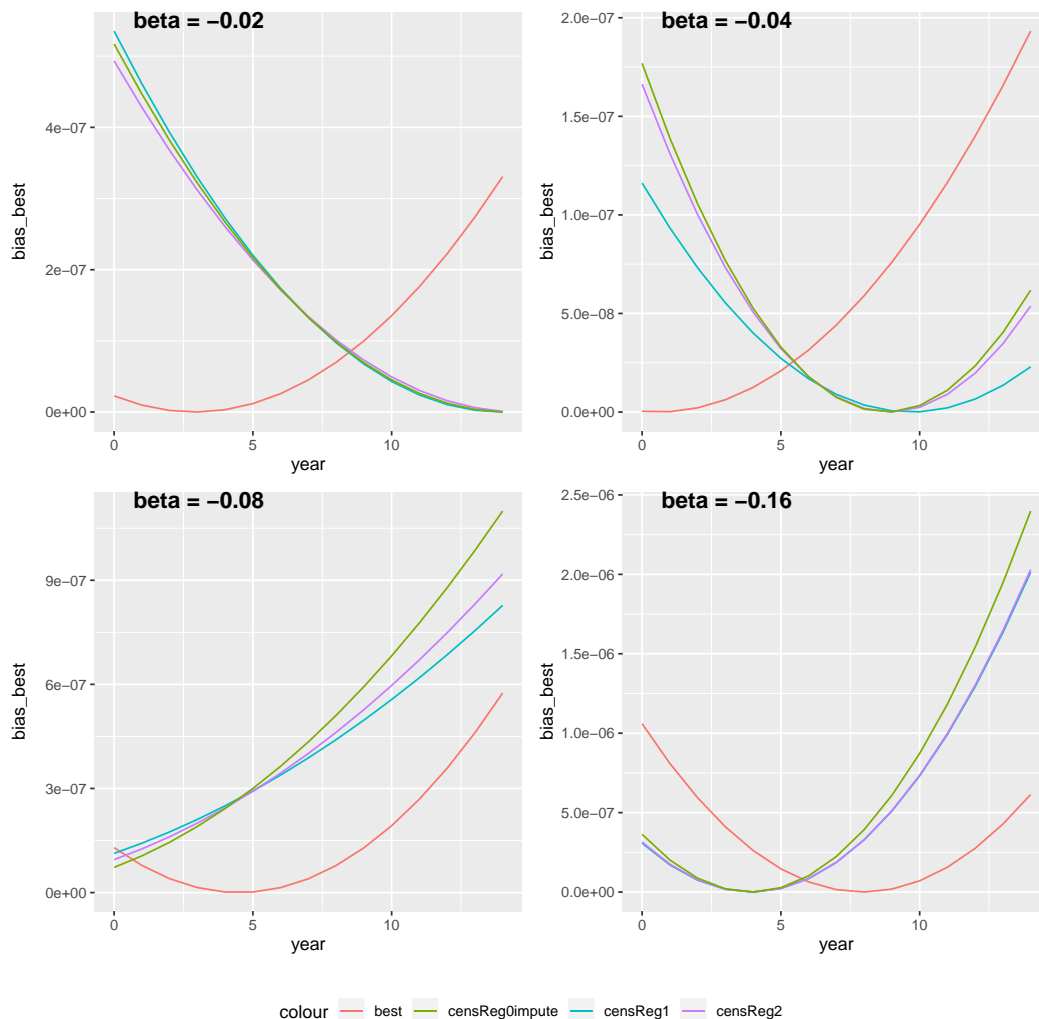 beta = −0.02
4e−07
2e−07
0e+00
0
5
10
year
bias_best
beta = −0.04
2.0e−07
1.5e−07
1.0e−07
5.0e−08
0.0e+00
0
5
10
year
bias_best
beta = −0.08
9e−07
6e−07
3e−07
0e+00
0
5
10
year
bias_best
beta = −0.16
2.5e−06
2.0e−06
1.5e−06
1.0e−06
5.0e−07
0.0e+00
0
5
10
year
bias_best
colour best censReg0impute censReg1 censReg2